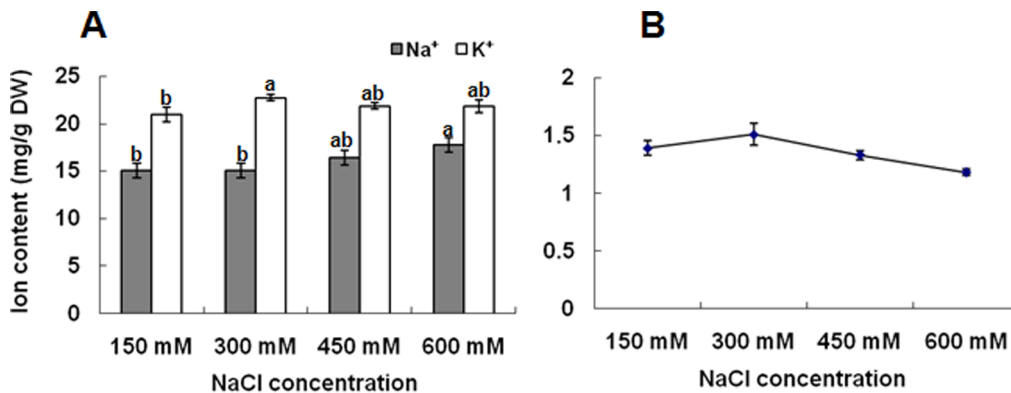 A
Na⁺ K⁺
Ion content (mg/g DW)
25
20
15
10
5
0
b b
b a
ab ab
a ab
150 mM 300 mM 450 mM 600 mM
NaCl concentration
B
2
1.5
1
0.5
0
150 mM 300 mM 450 mM 600 mM
NaCl concentration